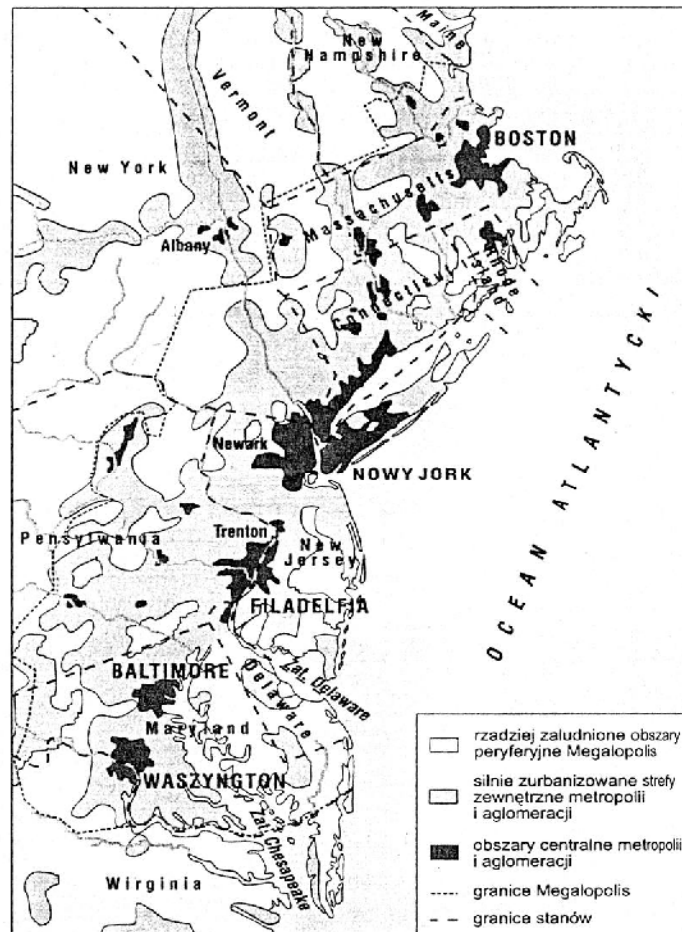 Maine
New
Hampshire
Vermont
New York
BOSTON
Massachusetts
Albany
Rhode
Island
Connecticut
OCEAN ATLANTYCKI
Newark
NOWY JORK
Pensylwania
Trenton
New
Jersey
FILADELFIA
BALTIMORE
Zat. Delaware
Delaware
Maryland
WASZYNGTON
Zat. Chesapeake
Wirginia
rzadziej zaludnione obszary
peryferyjne Megalopolis
silnie zurbanizowane strefy
zewnętrzne metropolii
i aglomeracji
obszary centralne metropolii
i aglomeracji
granice Megalopolis
granice stanów